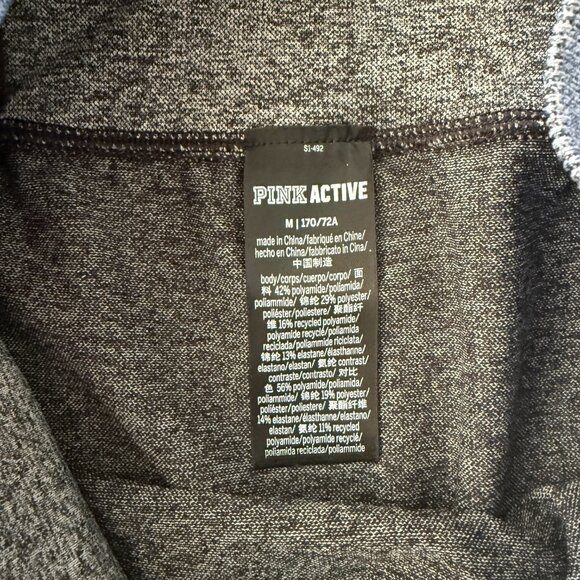 S1-492
PINK ACTIVE
M | 170/72A
made in China/fabriqué en Chine/
hecho en China/fabricato in Cina/
中国制造
body/corps/cuerpo/corpo/ 面
料 42% polyamide/poliamida/
poliammide/ 锦纶 29% polyester/
poliéster/poliestere/ 聚酯纤
维 16% recycled polyamide/
polyamide recyclé/poliamida
reciclada/poliammide riciclata/
锦纶 13% elastane/élasthanne/
elastano/elastan/ 氨纶 contrast/
contraste/contrasto/ 对比
色 56% polyamide/poliamida/
poliammide/ 锦纶 19% polyester/
poliéster/poliestere/ 聚酯纤维
14% elastane/élasthanne/elastano/
elastan/ 氨纶 11% recycled
polyamide/polyamide recyclé/
poliamida reciclada/poliammide